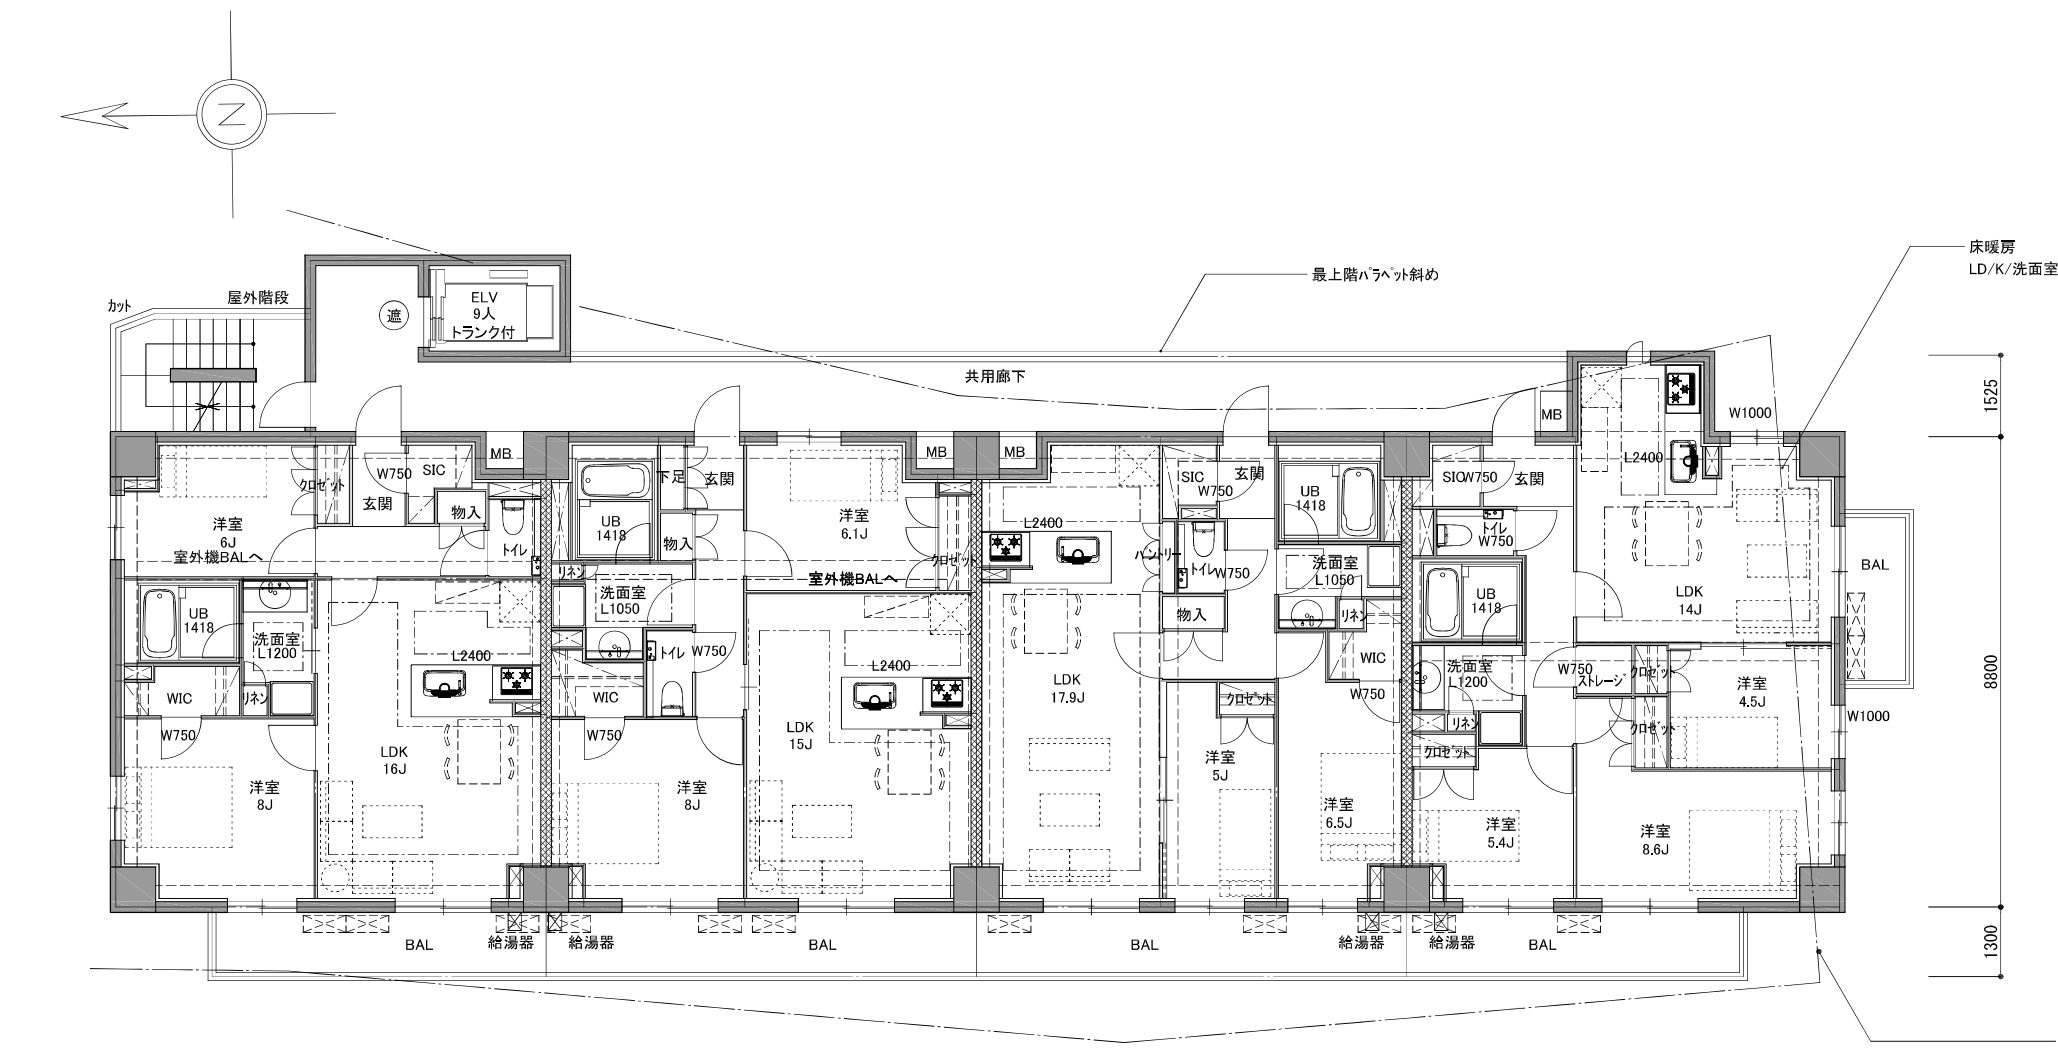 N
床暖房
LD/K/洗面室
最上階パラペット斜め
カット
屋外階段
遮
ELV
9人
トランク付
共用廊下
1525
8800
1300
MB
W750
SIC
クロゼット
玄関
物入
トイレ
洋室
6J
室外機BALへ
UB
1418
洗面室
L1200
WIC
リネン
W750
洋室
8J
L2400
LDK
16J
BAL
給湯器
UB
1418
下足
玄関
物入
リネン
洗面室
L1050
トイレ
W750
WIC
W750
洋室
8J
MB
洋室
6.1J
クロゼット
室外機BALへ
L2400
LDK
15J
給湯器
BAL
MB
L2400
LDK
17.9J
SIC
W750
玄関
パントリー
トイレ
W750
物入
UB
1418
洗面室
L1050
リネン
WIC
W750
クロゼット
洋室
5J
洋室
6.5J
BAL
給湯器
MB
SIC
W750
玄関
トイレ
W750
UB
1418
洗面室
L1200
リネン
クロゼット
洋室
5.4J
W750
ストレージ
クロゼット
クロゼット
洋室
4.5J
洋室
8.6J
L2400
W1000
LDK
14J
BAL
W1000
給湯器
BAL